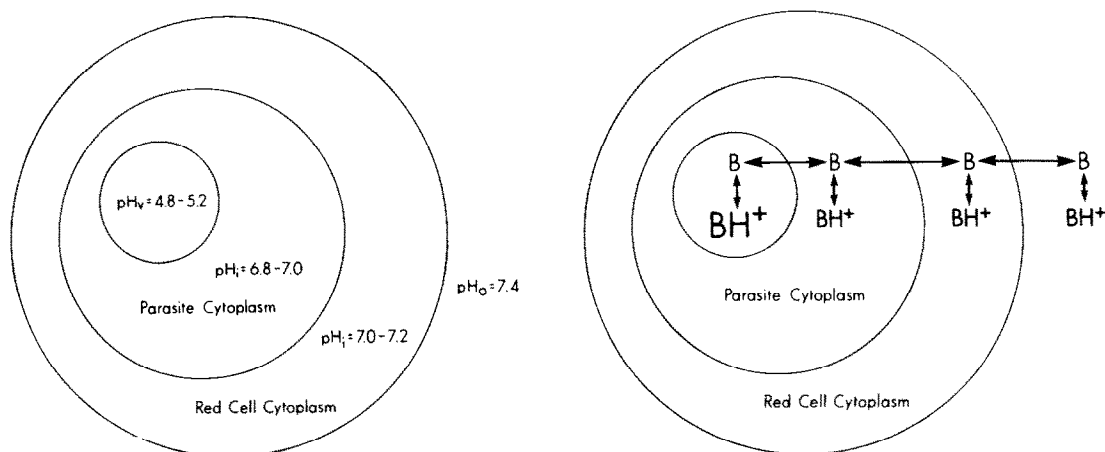 pHv = 4.8 - 5.2
pHi = 6.8 - 7.0
Parasite Cytoplasm
pHo = 7.4
pHi = 7.0 - 7.2
Red Cell Cytoplasm
B B B B
BH+ BH+ BH+ BH+
Parasite Cytoplasm
Red Cell Cytoplasm